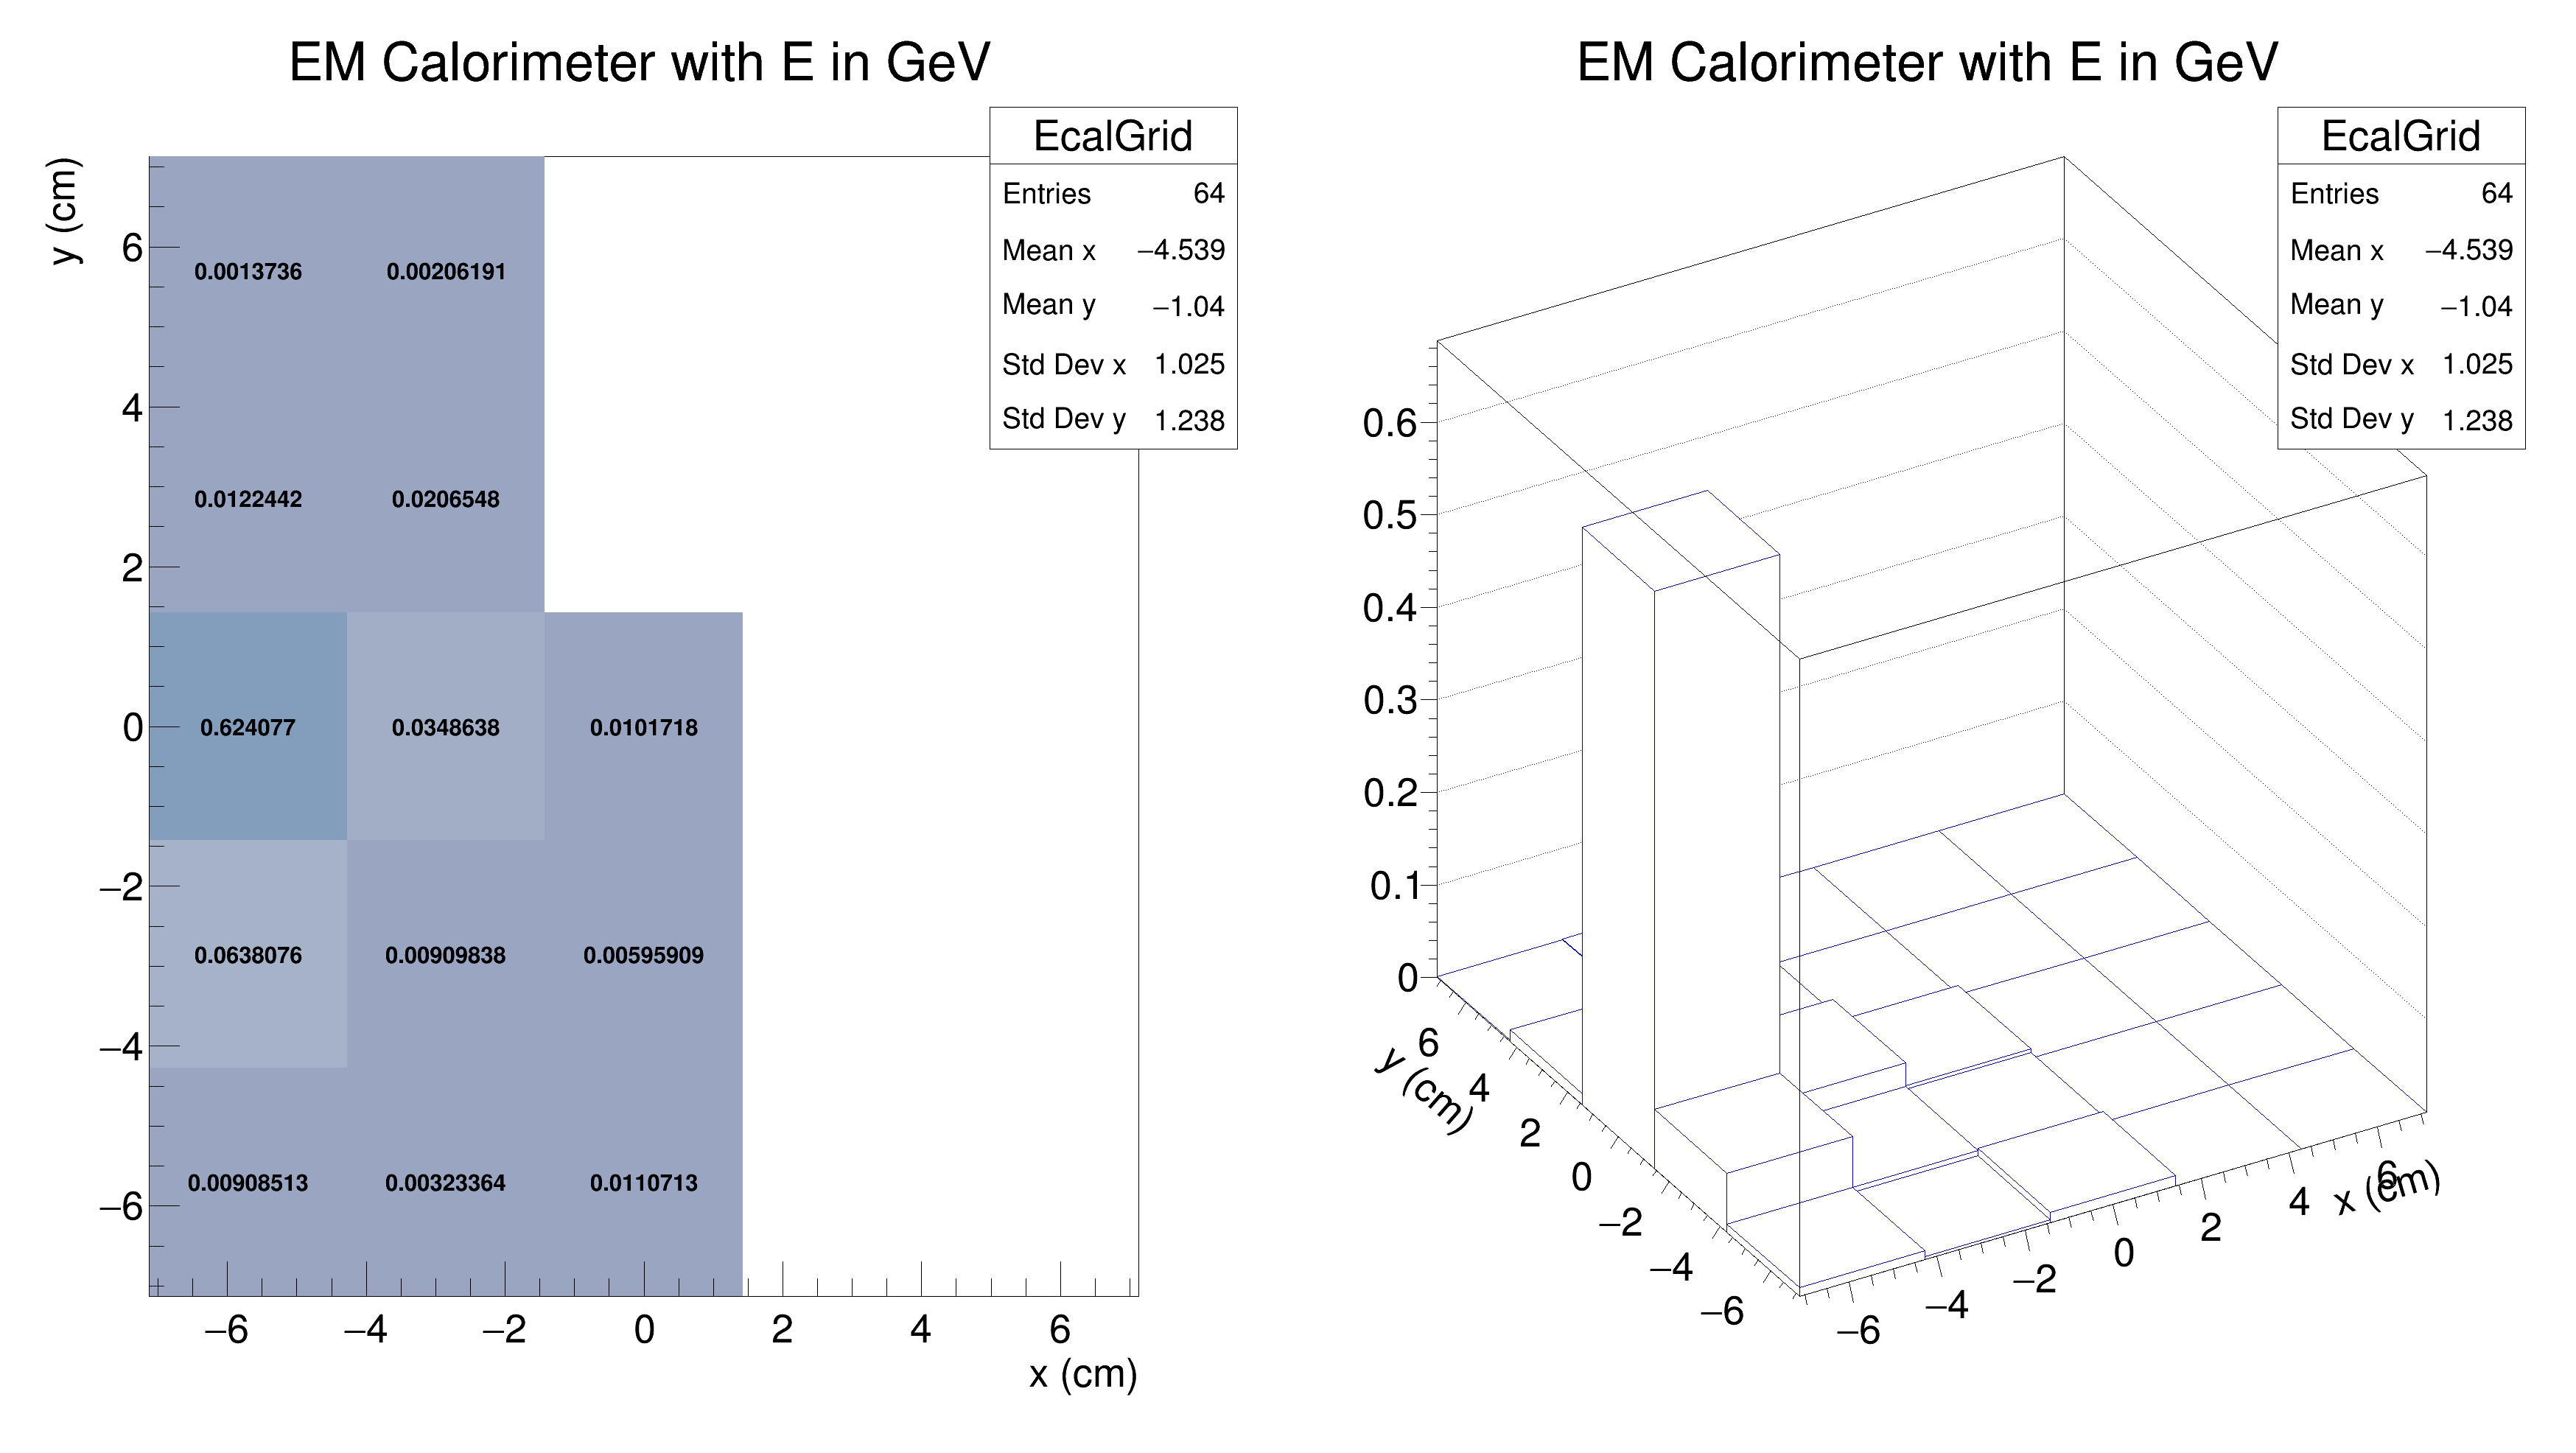 EM Calorimeter with E in GeV
EcalGrid
Entries 64
Mean x −4.539
Mean y −1.04
Std Dev x 1.025
Std Dev y 1.238
y (cm)
6
4
2
0
−2
−4
−6
0.0013736 0.00206191
0.0122442 0.0206548
0.624077 0.0348638 0.0101718
0.0638076 0.00909838 0.00595909
0.00908513 0.00323364 0.0110713
−6 −4 −2 0 2 4 6
x (cm)
EM Calorimeter with E in GeV
EcalGrid
Entries 64
Mean x −4.539
Mean y −1.04
Std Dev x 1.025
Std Dev y 1.238
0.6
0.5
0.4
0.3
0.2
0.1
0
y (cm)
6
4
2
0
−2
−4
−6
−6 −4 −2 0 2 4 6
x (cm)